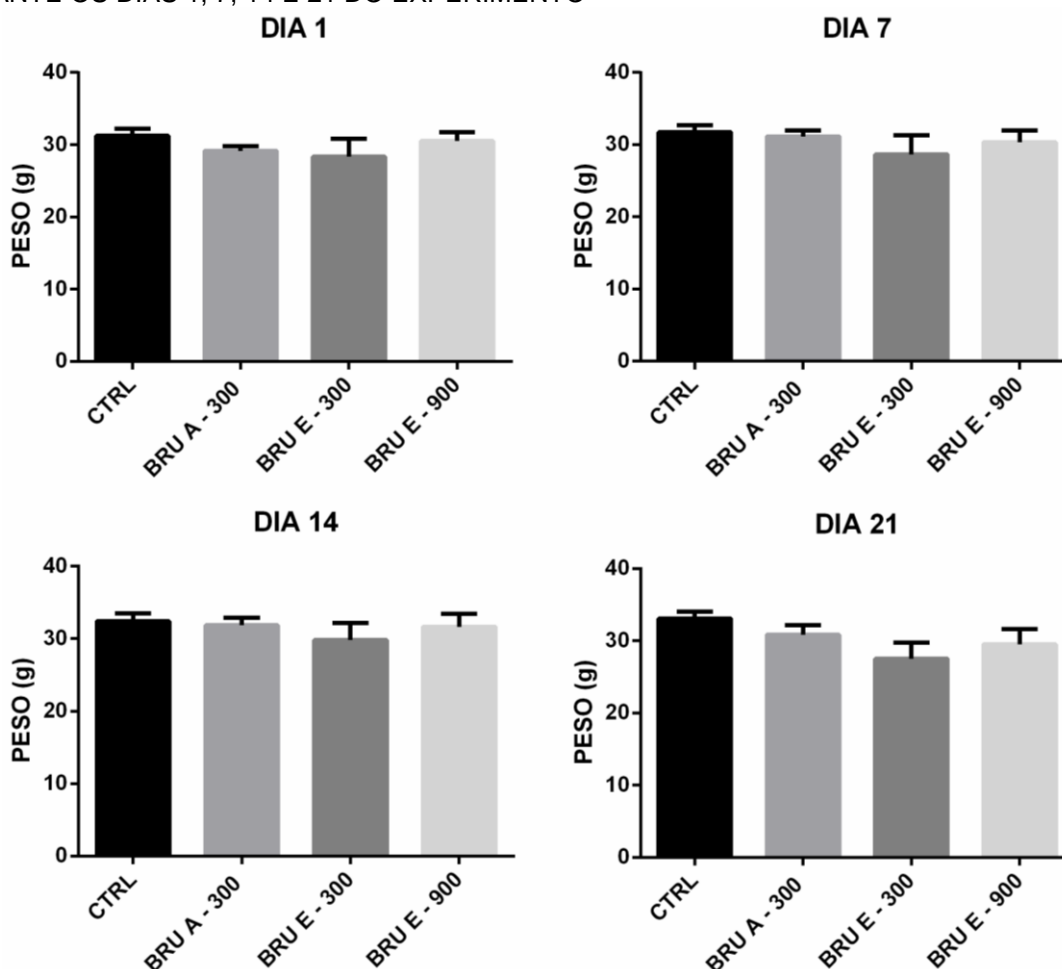 DIA 1
40
30
20
10
0
PESO (g)
CTRL
BRU A - 300
BRU E - 300
BRU E - 900
DIA 7
40
30
20
10
0
PESO (g)
CTRL
BRU A - 300
BRU E - 300
BRU E - 900
DIA 14
40
30
20
10
0
PESO (g)
CTRL
BRU A - 300
BRU E - 300
BRU E - 900
DIA 21
40
30
20
10
0
PESO (g)
CTRL
BRU A - 300
BRU E - 300
BRU E - 900